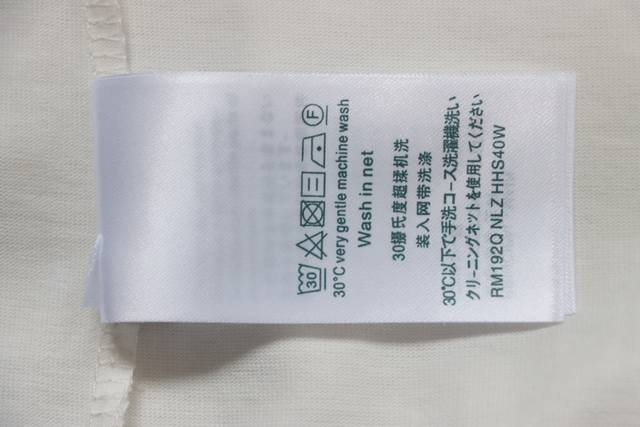 30 F
30°C very gentle machine wash
Wash in net
30摄氏度超揉机洗
装入网带洗涤
30℃以下で手洗コース洗濯機洗い
クリーニングネットを使用してください
RM192Q NLZ HHS40W